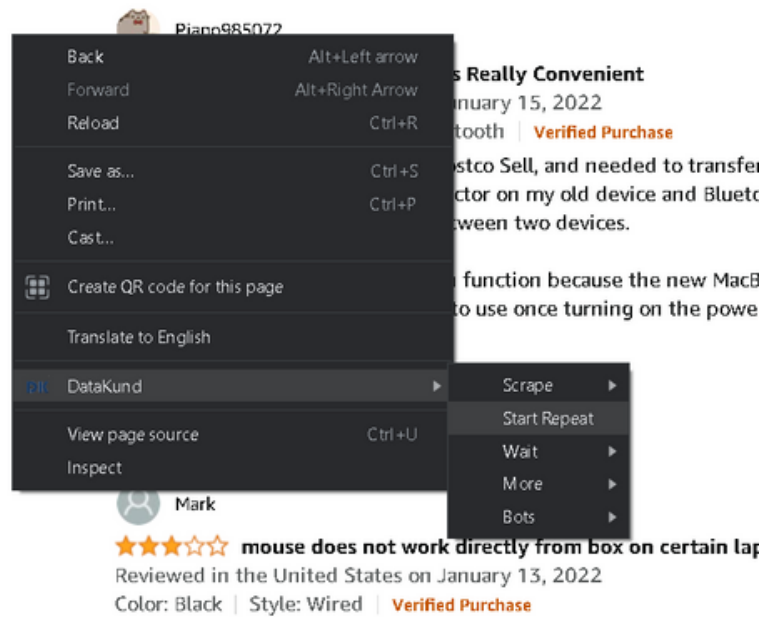 Piano985072
Back Alt+Left arrow
Forward Alt+Right Arrow
Reload Ctrl+R
Save as... Ctrl+S
Print... Ctrl+P
Cast...
Create QR code for this page
Translate to English
DataKund
View page source Ctrl+U
Inspect
Scrape
Start Repeat
Wait
More
Bots
s Really Convenient
nuary 15, 2022
tooth | Verified Purchase
ostco Sell, and needed to transfer
ctor on my old device and Blueto
tween two devices.
function because the new MacB
to use once turning on the powe
Mark
mouse does not work directly from box on certain lap
Reviewed in the United States on January 13, 2022
Color: Black | Style: Wired | Verified Purchase